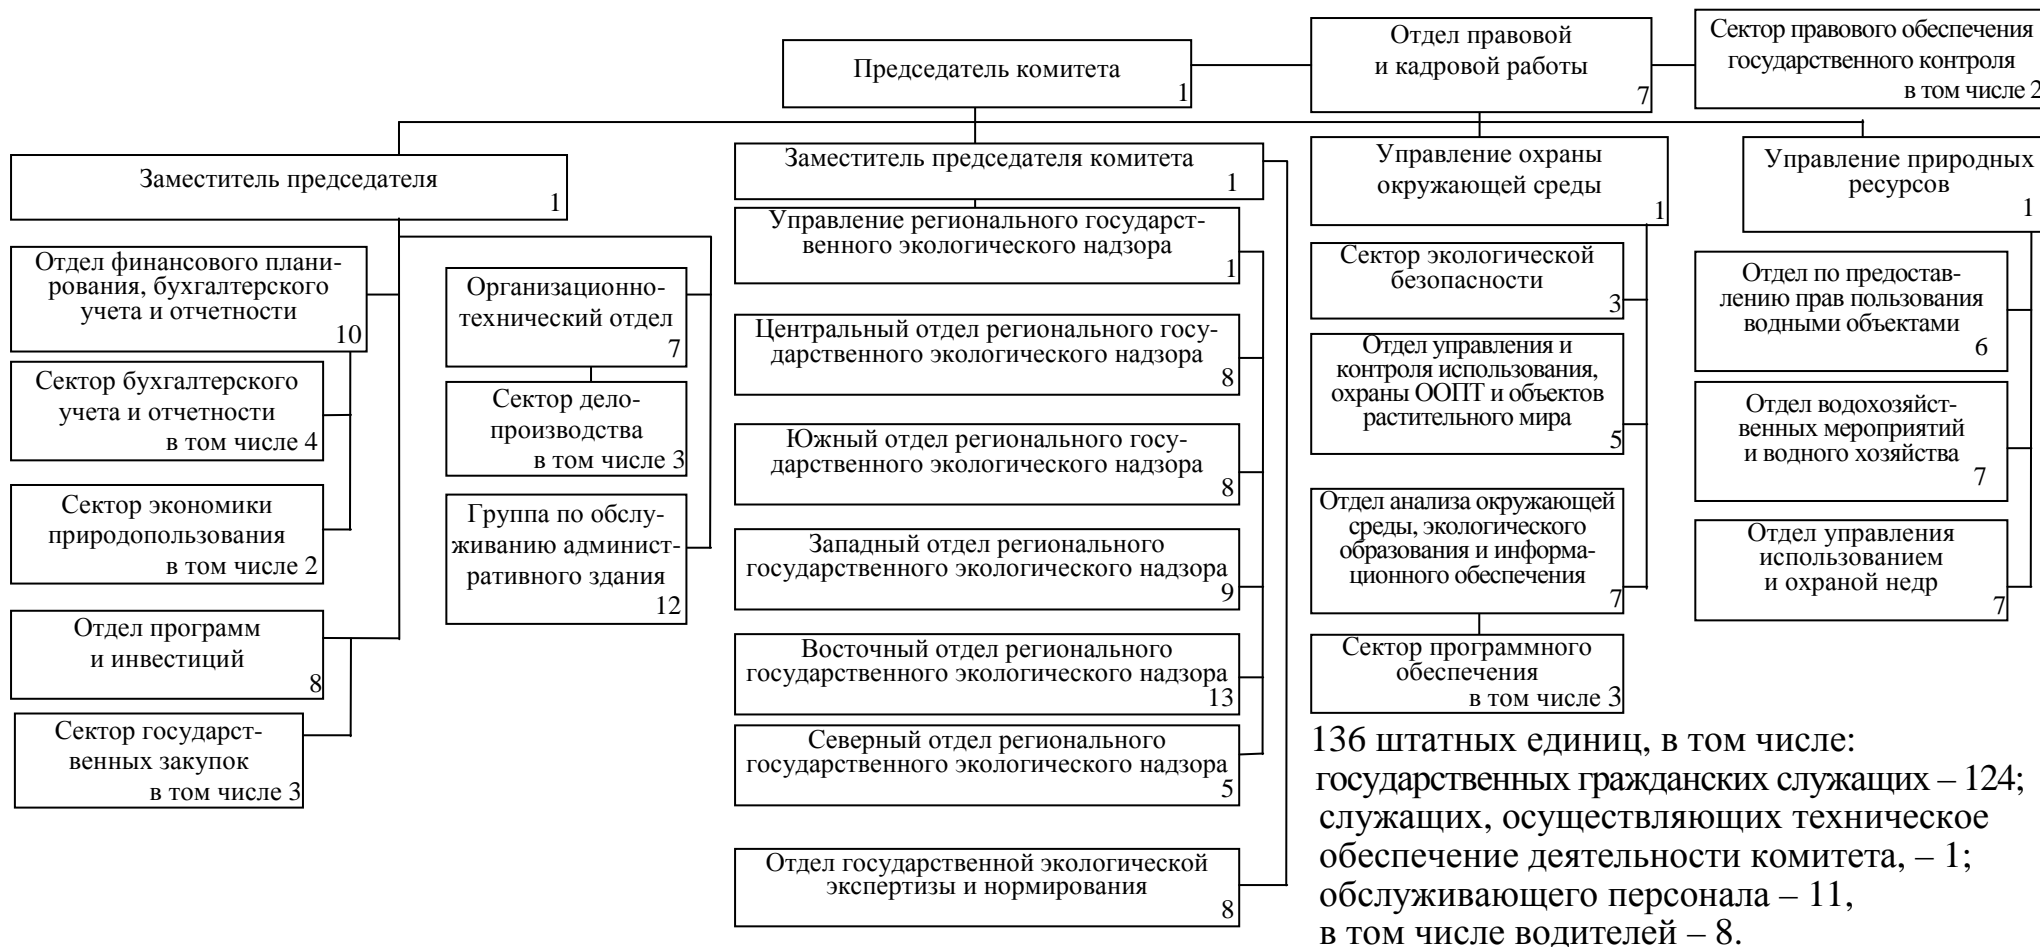 Председатель комитета
1
Отдел правовой
и кадровой работы
7
Сектор правового обеспечения
государственного контроля
в том числе 2
Заместитель председателя
1
Отдел финансового плани-
рования, бухгалтерского
учета и отчетности
10
Сектор бухгалтерского
учета и отчетности
в том числе 4
Сектор экономики
природопользования
в том числе 2
Отдел программ
и инвестиций
8
Сектор государст-
венных закупок
в том числе 3
Организационно-
технический отдел
7
Сектор дело-
производства
в том числе 3
Группа по обслу-
живанию админист-
ративного здания
12
Заместитель председателя комитета
1
Управление регионального государст-
венного экологического надзора
1
Центральный отдел регионального госу-
дарственного экологического надзора
8
Южный отдел регионального госу-
дарственного экологического надзора
8
Западный отдел регионального
государственного экологического надзора
9
Восточный отдел регионального
государственного экологического надзора
13
Северный отдел регионального
государственного экологического надзора
5
Отдел государственной экологической
экспертизы и нормирования
8
Управление охраны
окружающей среды
1
Сектор экологической
безопасности
3
Отдел управления и
контроля использования,
охраны ООПТ и объектов
растительного мира
5
Отдел анализа окружающей
среды, экологического
образования и информа-
ционного обеспечения
7
Сектор программного
обеспечения
в том числе 3
Управление природных
ресурсов
1
Отдел по предостав-
лению прав пользования
водными объектами
6
Отдел водохозяйст-
венных мероприятий
и водного хозяйства
7
Отдел управления
использованием
и охраной недр
7
136 штатных единиц, в том числе:
государственных гражданских служащих – 124;
служащих, осуществляющих техническое
обеспечение деятельности комитета, – 1;
обслуживающего персонала – 11,
в том числе водителей – 8.